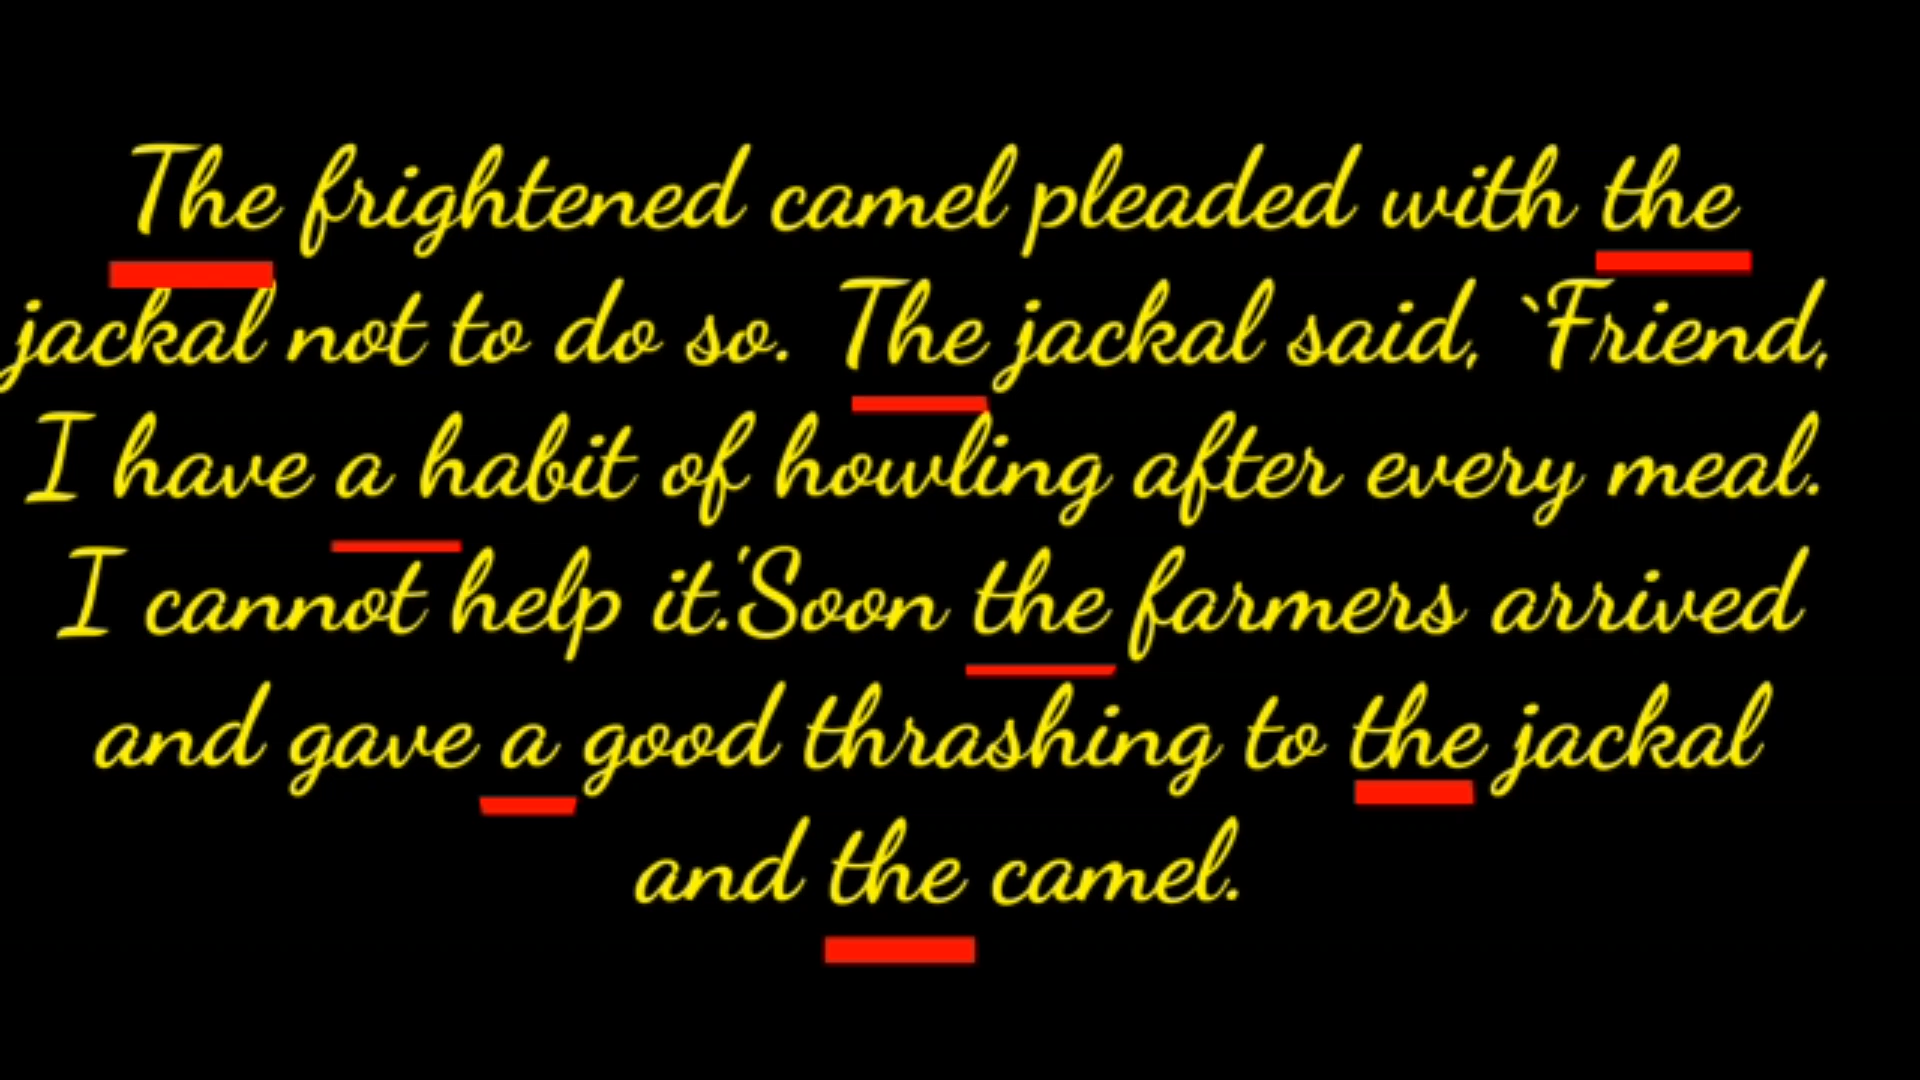 The frightened camel pleaded with the
jackal not to do so. The jackal said, `Friend,
I have a habit of howling after every meal.
I cannot help it.'Soon the farmers arrived
and gave a good thrashing to the jackal
and the camel.